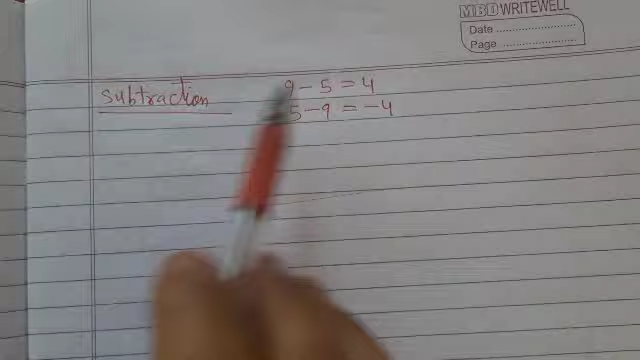 MBD WRITEWELL
Date
Page
Subtraction
9 - 5 = 4
5 - 9 = -4